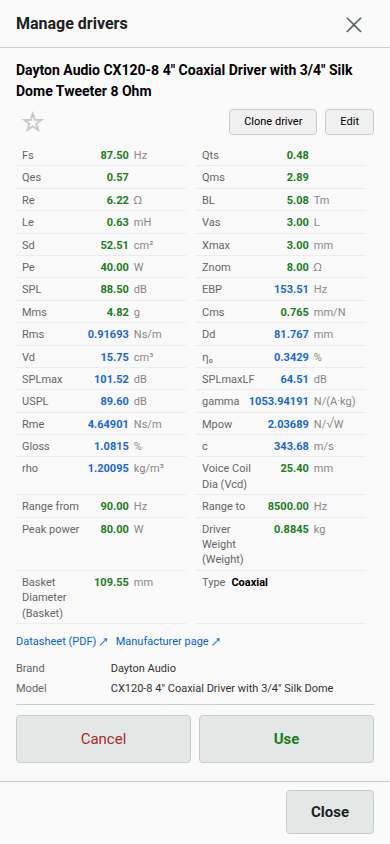 Manage drivers
Dayton Audio CX120-8 4" Coaxial Driver with 3/4" Silk
Dome Tweeter 8 Ohm
Clone driver Edit
Fs 87.50 Hz Qts 0.48
Qes 0.57 Qms 2.89
Re 6.22 Ω BL 5.08 Tm
Le 0.63 mH Vas 3.00 L
Sd 52.51 cm² Xmax 3.00 mm
Pe 40.00 W Znom 8.00 Ω
SPL 88.50 dB EBP 153.51 Hz
Mms 4.82 g Cms 0.765 mm/N
Rms 0.91693 Ns/m Dd 81.767 mm
Vd 15.75 cm³ η₀ 0.3429 %
SPLmax 101.52 dB SPLmaxLF 64.51 dB
USPL 89.60 dB gamma 1053.94191 N/(A·kg)
Rme 4.64901 Ns/m Mpow 2.03689 N/√W
Gloss 1.0815 % c 343.68 m/s
rho 1.20095 kg/m³ Voice Coil 25.40 mm
Dia (Vcd)
Range from 90.00 Hz Range to 8500.00 Hz
Peak power 80.00 W Driver 0.8845 kg
Weight
(Weight)
Basket 109.55 mm Type Coaxial
Diameter
(Basket)
Datasheet (PDF) ↗ Manufacturer page ↗
Brand Dayton Audio
Model CX120-8 4" Coaxial Driver with 3/4" Silk Dome
Cancel Use
Close